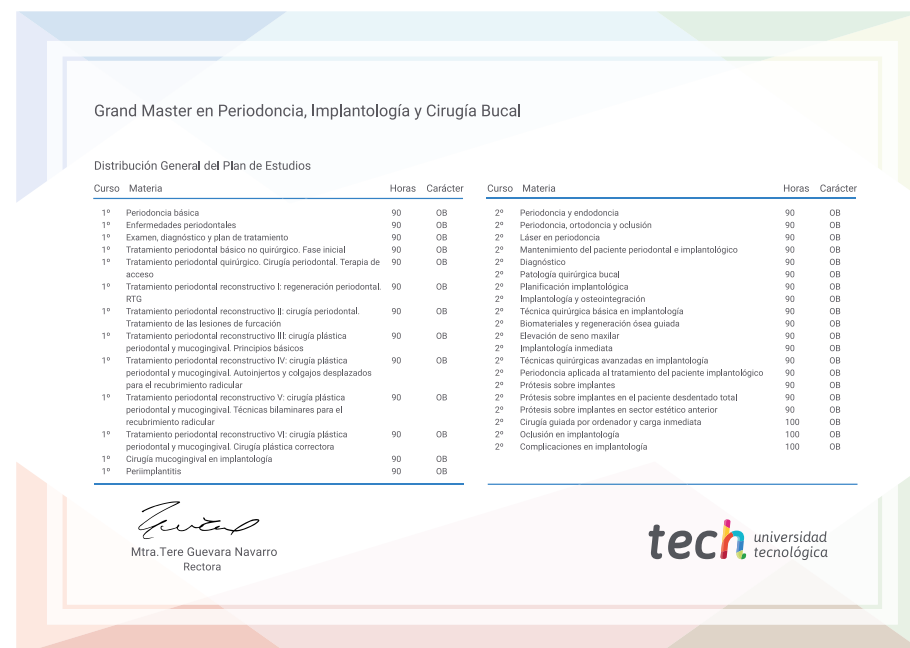 Grand Master en Periodoncia, Implantología y Cirugía Bucal
Distribución General del Plan de Estudios
Curso Materia Horas Carácter
1º Periodoncia básica 90 OB
1º Enfermedades periodontales 90 OB
1º Examen, diagnóstico y plan de tratamiento 90 OB
1º Tratamiento periodontal básico no quirúrgico. Fase inicial 90 OB
1º Tratamiento periodontal quirúrgico. Cirugía periodontal. Terapia de 90 OB
acceso
1º Tratamiento periodontal reconstructivo I: regeneración periodontal. 90 OB
RTG
1º Tratamiento periodontal reconstructivo II: cirugía periodontal. 90 OB
Tratamiento de las lesiones de furcación
1º Tratamiento periodontal reconstructivo III: cirugía plástica 90 OB
periodontal y mucogingival. Principios básicos
1º Tratamiento periodontal reconstructivo IV: cirugía plástica 90 OB
periodontal y mucogingival. Autoinjertos y colgajos desplazados
para el recubrimiento radicular
1º Tratamiento periodontal reconstructivo V: cirugía plástica 90 OB
periodontal y mucogingival. Técnicas bilaminares para el
recubrimiento radicular
1º Tratamiento periodontal reconstructivo VI: cirugía plástica 90 OB
periodontal y mucogingival. Cirugía plástica correctora
1º Cirugía mucogingival en implantología 90 OB
1º Periimplantitis 90 OB
Curso Materia Horas Carácter
2º Periodoncia y endodoncia 90 OB
2º Periodoncia, ortodoncia y oclusión 90 OB
2º Láser en periodoncia 90 OB
2º Mantenimiento del paciente periodontal e implantológico 90 OB
2º Diagnóstico 90 OB
2º Patología quirúrgica bucal 90 OB
2º Planificación implantológica 90 OB
2º Implantología y osteointegración 90 OB
2º Técnica quirúrgica básica en implantología 90 OB
2º Biomateriales y regeneración ósea guiada 90 OB
2º Elevación de seno maxilar 90 OB
2º Implantología inmediata 90 OB
2º Técnicas quirúrgicas avanzadas en implantología 90 OB
2º Periodoncia aplicada al tratamiento del paciente implantológico 90 OB
2º Prótesis sobre implantes 90 OB
2º Prótesis sobre implantes en el paciente desdentado total 90 OB
2º Prótesis sobre implantes en sector estético anterior 90 OB
2º Cirugía guiada por ordenador y carga inmediata 100 OB
2º Oclusión en implantología 100 OB
2º Complicaciones en implantología 100 OB
Mtra.Tere Guevara Navarro
Rectora
tech universidad
tecnológica